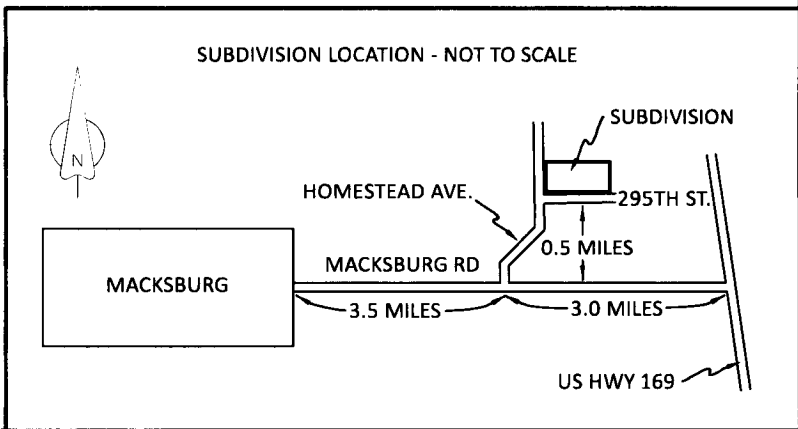 SUBDIVISION LOCATION - NOT TO SCALE
N
SUBDIVISION
HOMESTEAD AVE.
295TH ST.
0.5 MILES
MACKSBURG RD
MACKSBURG
3.5 MILES
3.0 MILES
US HWY 169